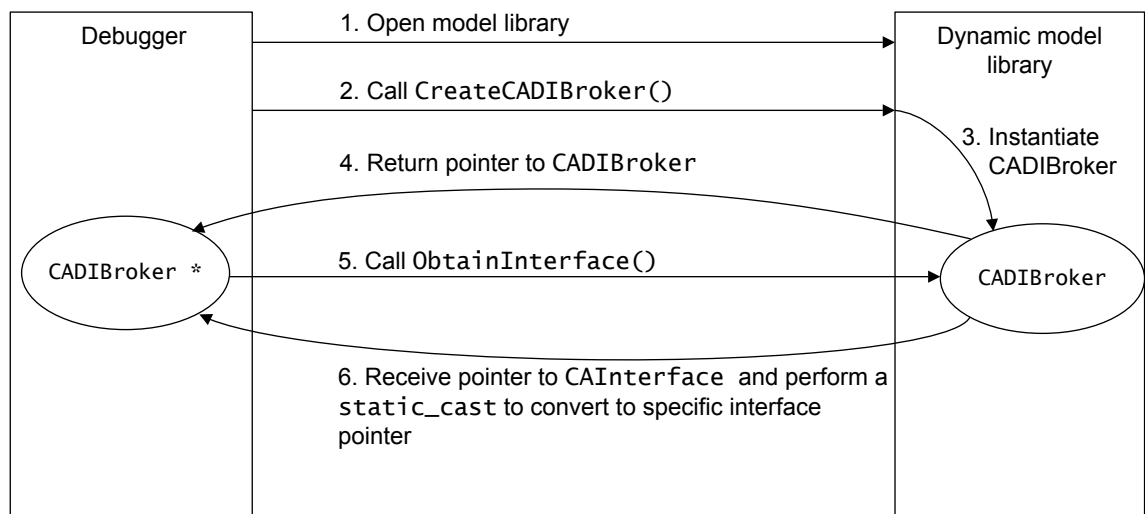 Debugger
1. Open model library
Dynamic model
library
2. Call CreateCADIBroker()
3. Instantiate
CADIBroker
4. Return pointer to CADIBroker
CADIBroker *
5. Call ObtainInterface()
CADIBroker
6. Receive pointer to CAInterface and perform a
static_cast to convert to specific interface
pointer